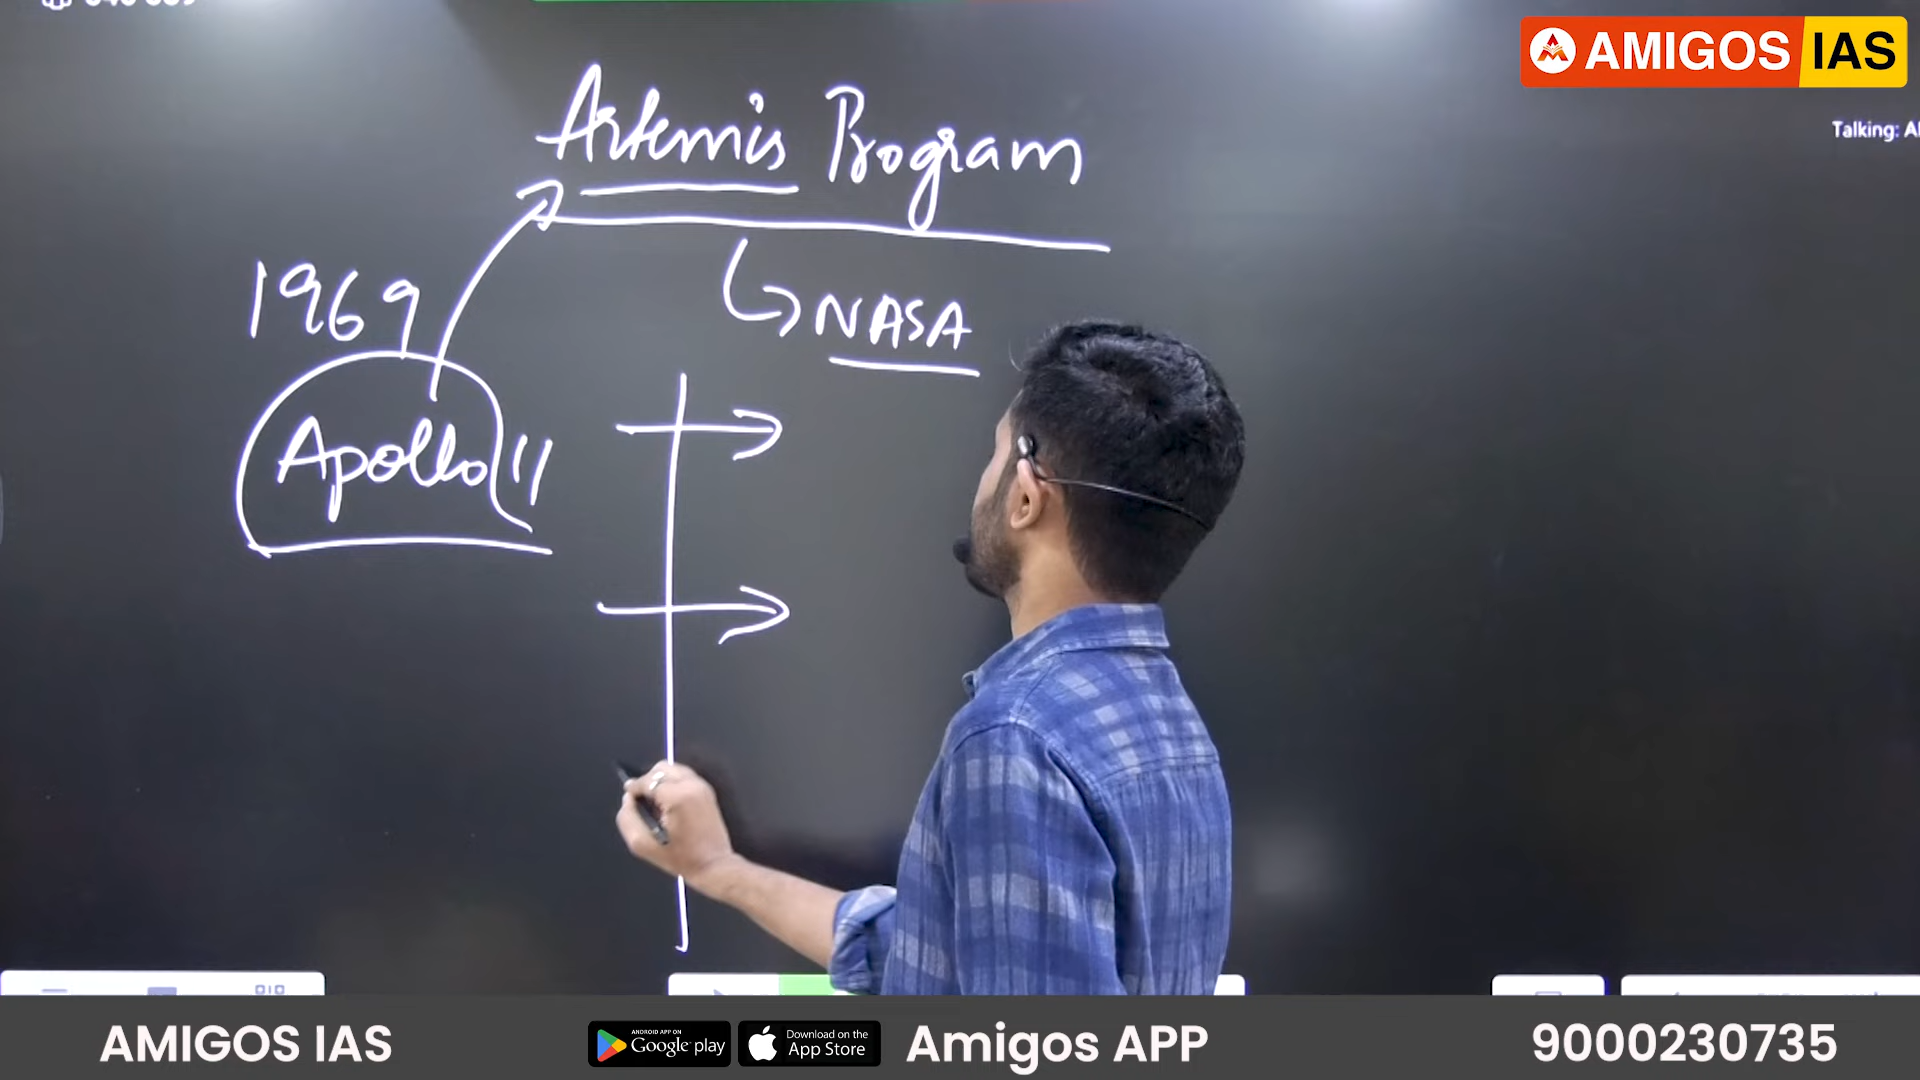 AMIGOS IAS
Talking:
Artemis Program
NASA
1969
Apollo 11
AMIGOS IAS
ANDROID APP ON
Google play
Download on the
App Store
Amigos APP
9000230735